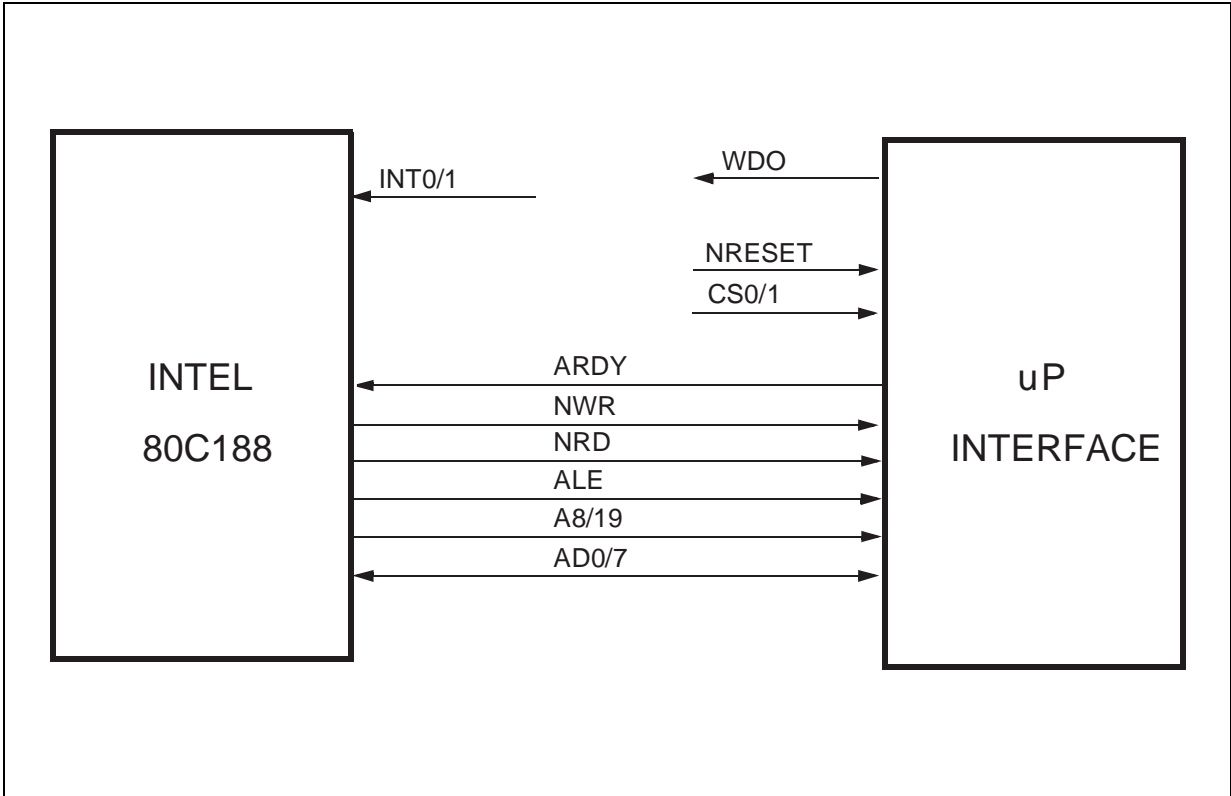 WDO
INT0/1
NRESET
CS0/1
INTEL
80C188
ARDY
NWR
NRD
ALE
A8/19
AD0/7
uP
INTERFACE